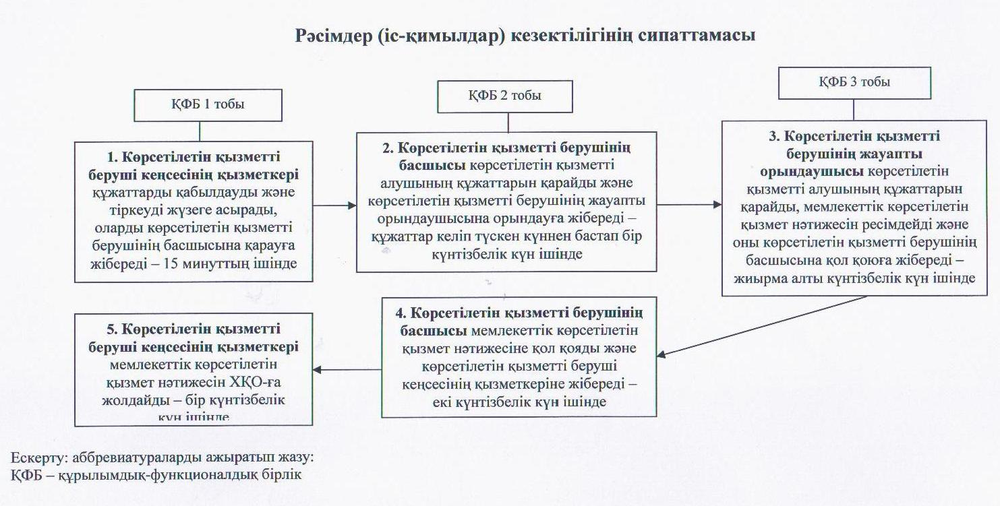 Рәсімдер (іс-қимылдар) кезектілігінің сипаттамасы
ҚФБ 1 тобы
ҚФБ 2 тобы
ҚФБ 3 тобы
1. Көрсетілетін қызметті
беруші кеңсесінің қызметкері
құжаттарды қабылдауды және
тіркеуді жүзеге асырады,
оларды көрсетілетін қызметті
берушінің басшысына қарауға
жібереді – 15 минуттың ішінде
2. Көрсетілетін қызметті берушінің
басшысы көрсетілетін қызметті
алушының құжаттарын қарайды және
көрсетілетін қызметті берушінің жауапты
орындаушысына орындауға жібереді –
құжаттар келіп түскен күннен бастап бір
күнтізбелік күн ішінде
3. Көрсетілетін қызметті
берушінің жауапты
орындаушысы көрсетілетін
қызметті алушының құжаттарын
қарайды, мемлекеттік көрсетілетін
қызмет нәтижесін ресімдейді және
оны көрсетілетін қызметті берушінің
басшысына қол қоюға жібереді –
жиырма алты күнтізбелік күн ішінде
4. Көрсетілетін қызметті берушінің
басшысы мемлекеттік көрсетілетін
қызмет нәтижесіне қол қояды және
көрсетілетін қызметті беруші
кеңсесінің қызметкеріне жібереді –
екі күнтізбелік күн ішінде
5. Көрсетілетін қызметті
беруші кеңсесінің қызметкері
мемлекеттік көрсетілетін
қызмет нәтижесін ХҚО-ға
жолдайды – бір күнтізбелік
күн ішінде
Ескерту: аббревиатураларды ажыратып жазу:
ҚФБ – құрылымдық-функционалдық бірлік